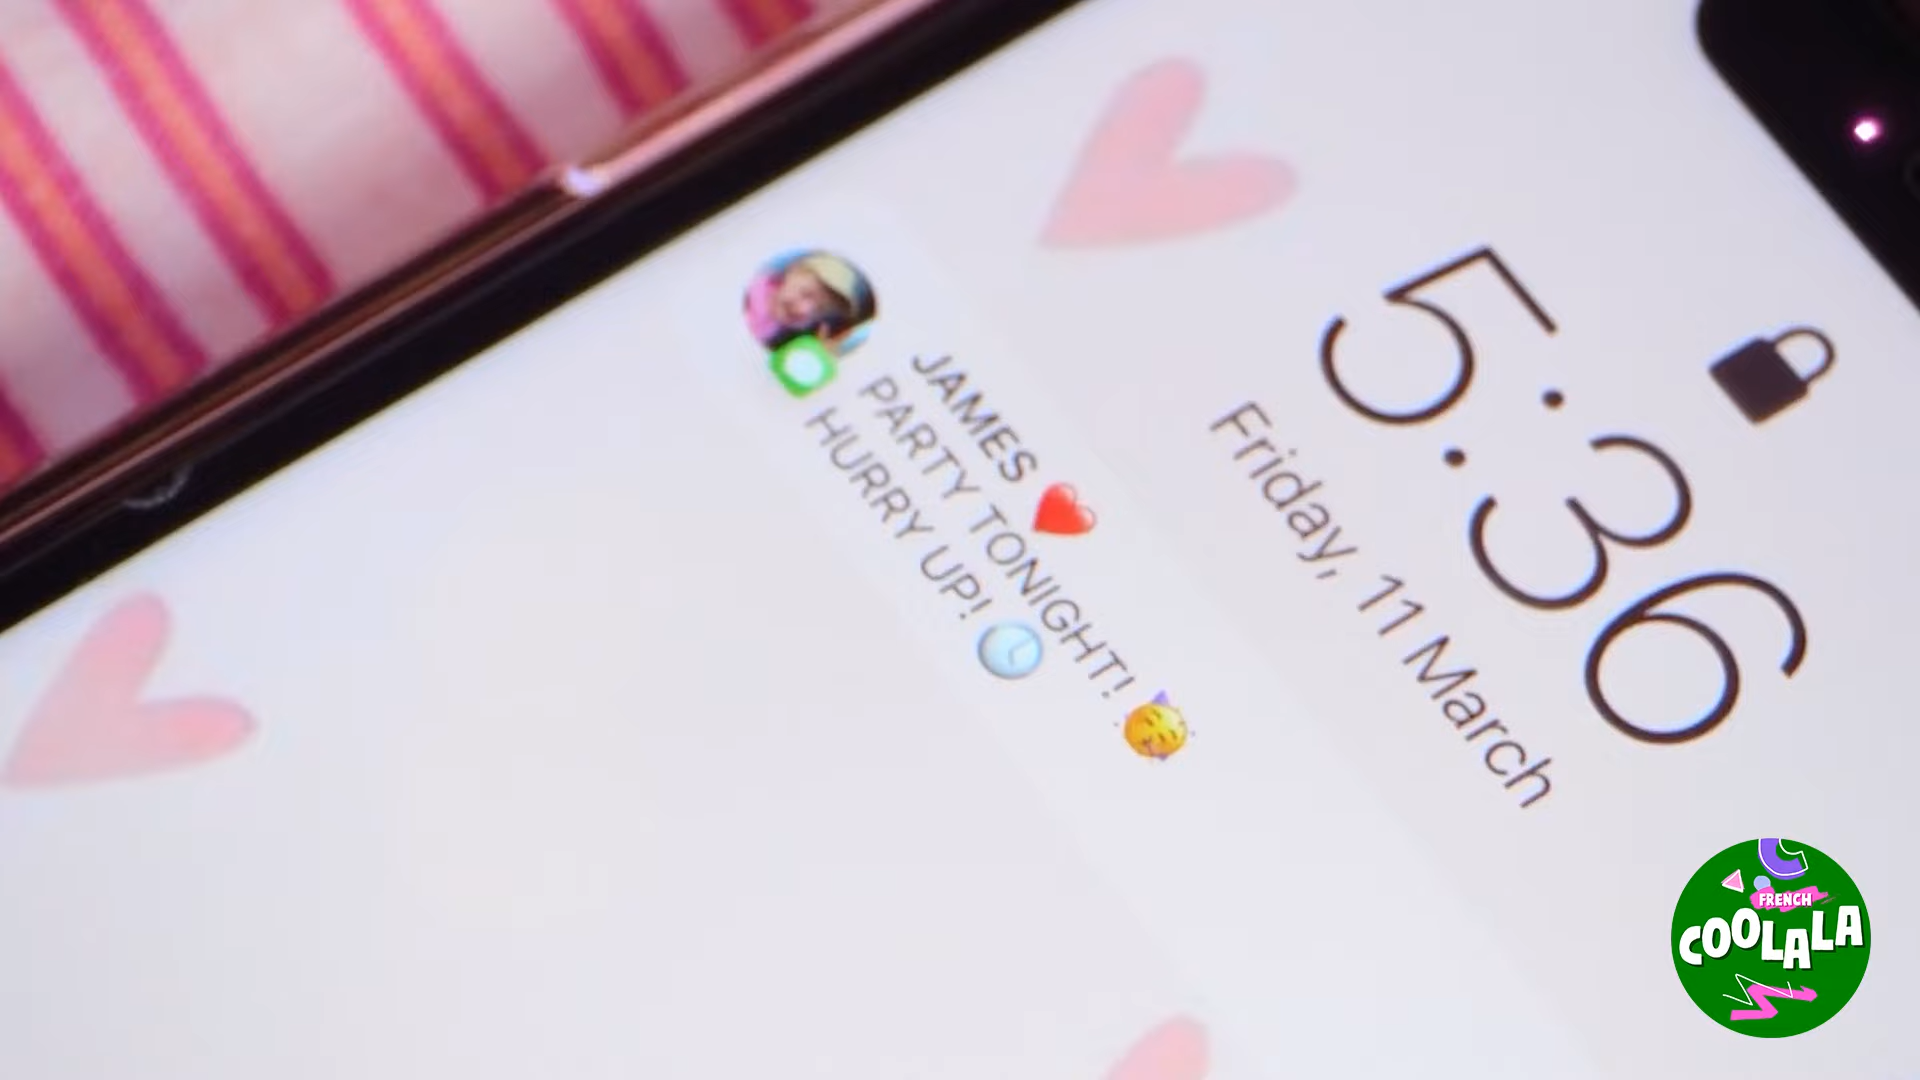 5:36
Friday, 11 March
JAMES ❤️
PARTY TONIGHT! 🥳
HURRY UP! 🕓
FRENCH
COOLALA